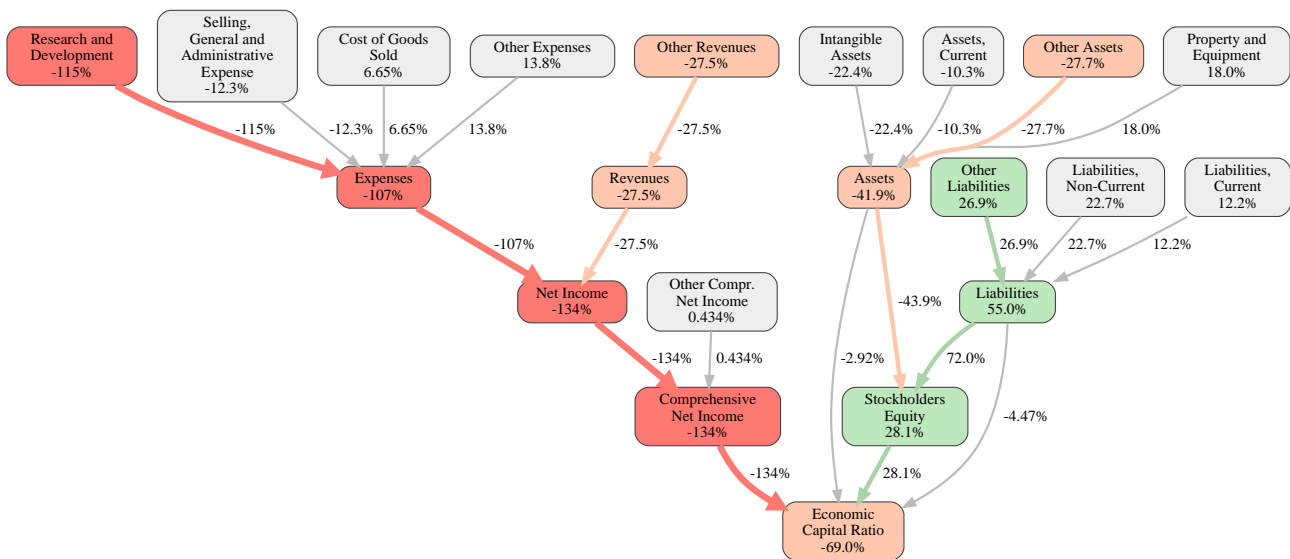 Research and
Development
-115%
Selling,
General and
Administrative
Expense
-12.3%
Cost of Goods
Sold
6.65%
Other Expenses
13.8%
Other Revenues
-27.5%
Intangible
Assets
-22.4%
Assets,
Current
-10.3%
Other Assets
-27.7%
Property and
Equipment
18.0%
-115%
-12.3%
6.65%
13.8%
-27.5%
-22.4%
-10.3%
-27.7%
18.0%
Expenses
-107%
Revenues
-27.5%
Assets
-41.9%
Other
Liabilities
26.9%
Liabilities,
Non-Current
22.7%
Liabilities,
Current
12.2%
-107%
-27.5%
26.9%
22.7%
12.2%
Net Income
-134%
Other Compr.
Net Income
0.434%
-43.9%
Liabilities
55.0%
-134%
0.434%
-2.92%
72.0%
Comprehensive
Net Income
-134%
Stockholders
Equity
28.1%
-4.47%
-134%
28.1%
Economic
Capital Ratio
-69.0%